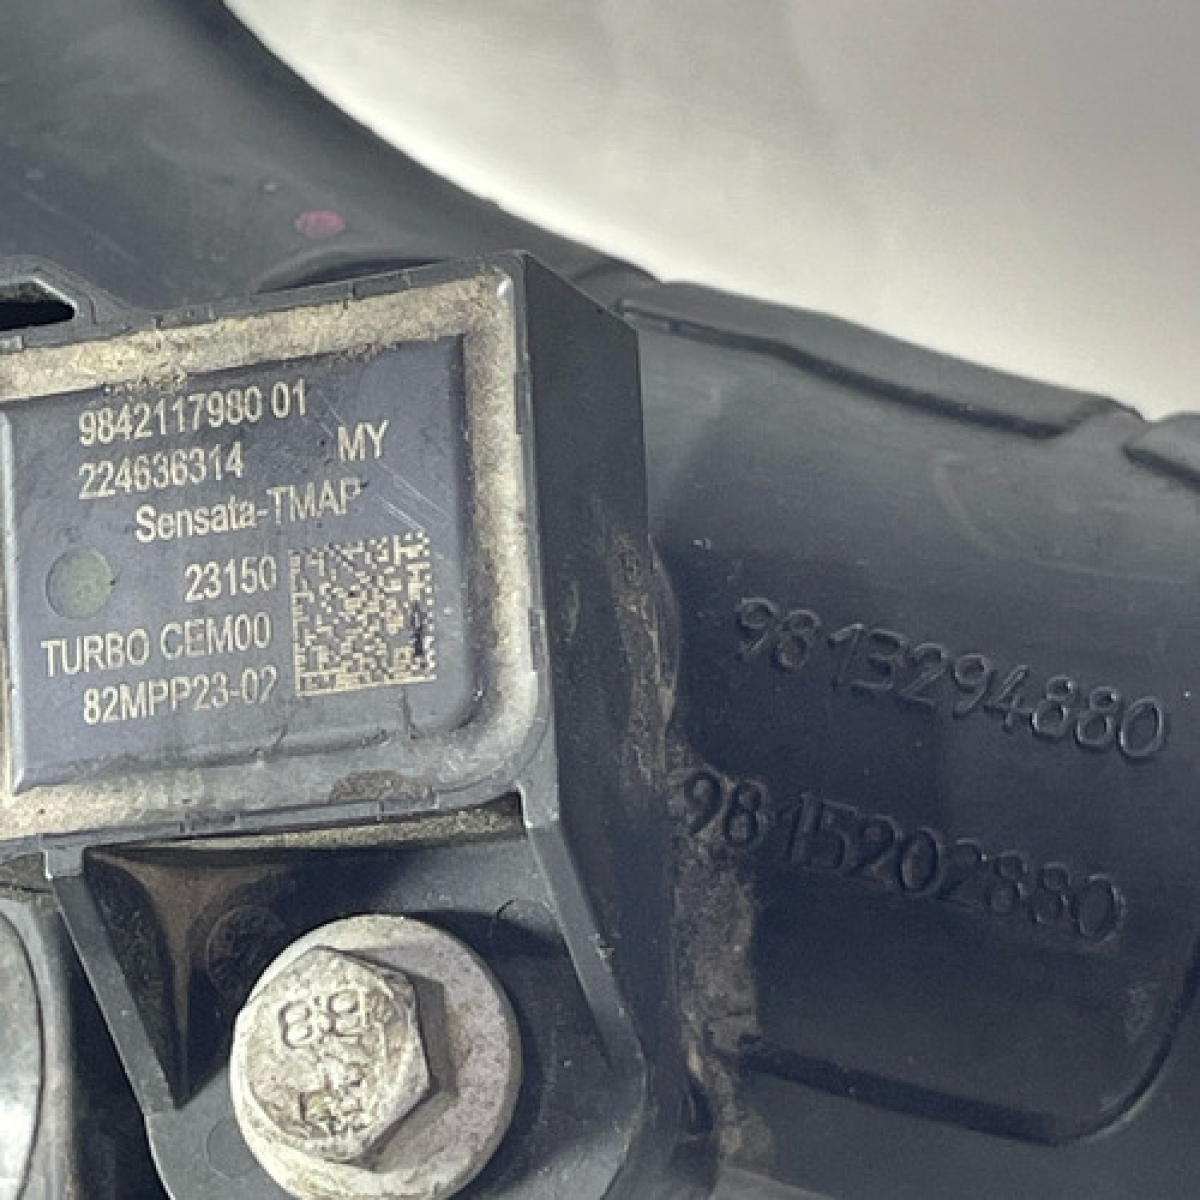 9842117980 01
224636314 MY
Sensata-TMAP
23150
TURBO CEM00
82MPP23-02
9813294880
9815202880
8.8